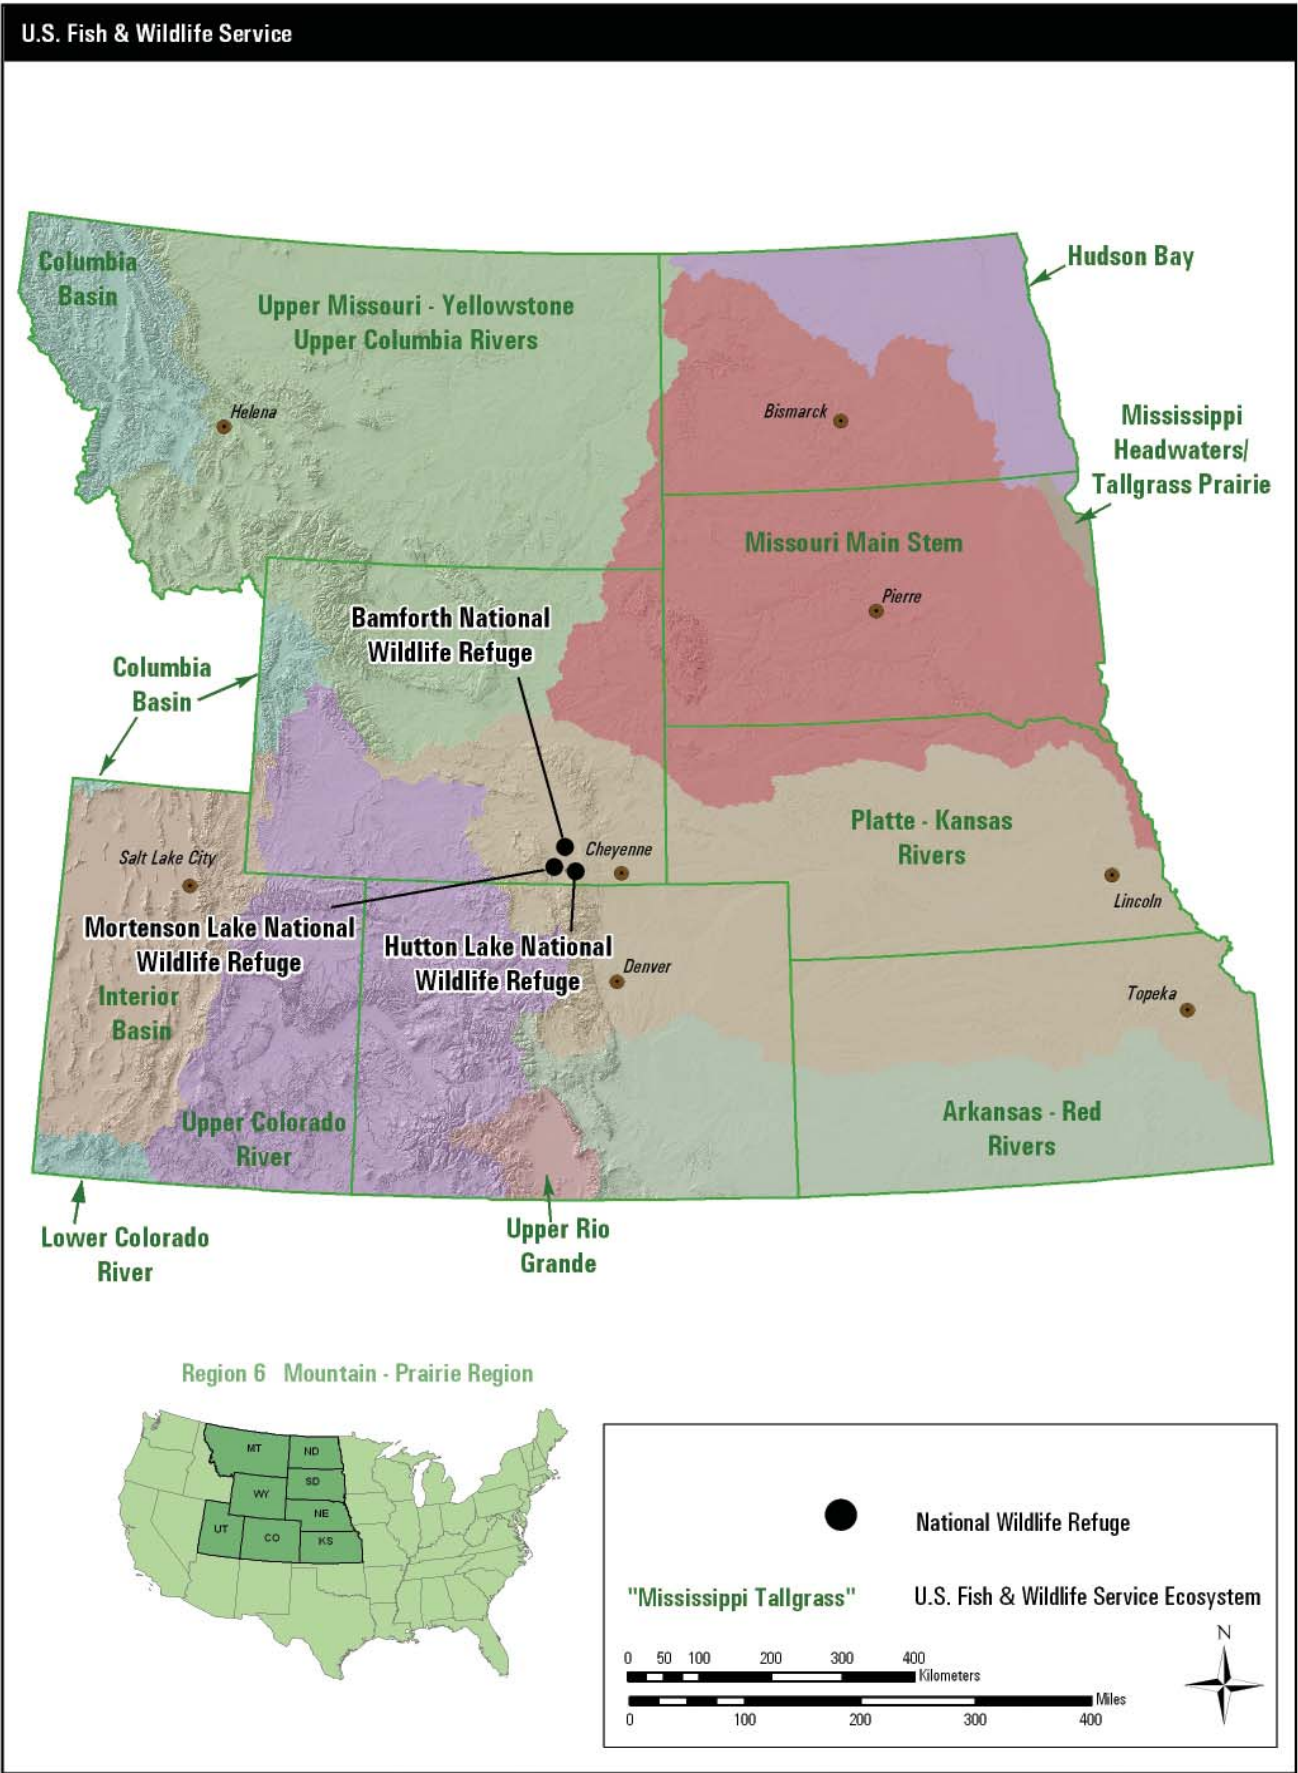 U.S. Fish & Wildlife Service
Columbia
Basin
Upper Missouri - Yellowstone
Upper Columbia Rivers
Hudson Bay
Helena
Bismarck
Mississippi
Headwaters/
Tallgrass Prairie
Missouri Main Stem
Pierre
Bamforth National
Wildlife Refuge
Columbia
Basin
Platte - Kansas
Rivers
Salt Lake City
Cheyenne
Lincoln
Mortenson Lake National
Wildlife Refuge
Hutton Lake National
Wildlife Refuge
Denver
Topeka
Interior
Basin
Upper Colorado
River
Arkansas - Red
Rivers
Lower Colorado
River
Upper Rio
Grande
Region 6 Mountain - Prairie Region
MT
ND
SD
WY
NE
UT
CO
KS
National Wildlife Refuge
"Mississippi Tallgrass"
U.S. Fish & Wildlife Service Ecosystem
N
0 50 100 200 300 400
Kilometers
Miles
0 100 200 300 400